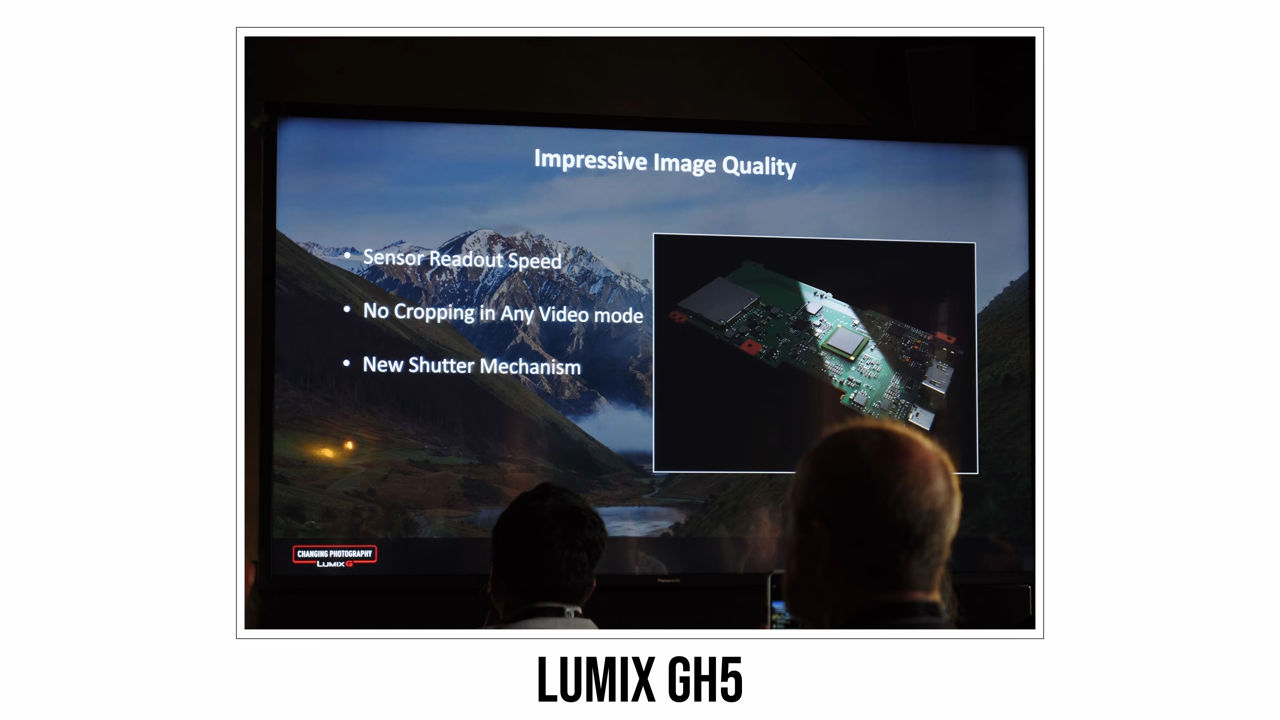 Impressive Image Quality
• Sensor Readout Speed
• No Cropping in Any Video mode
• New Shutter Mechanism
CHANGING PHOTOGRAPHY
LUMIX G
Panasonic
LUMIX GH5